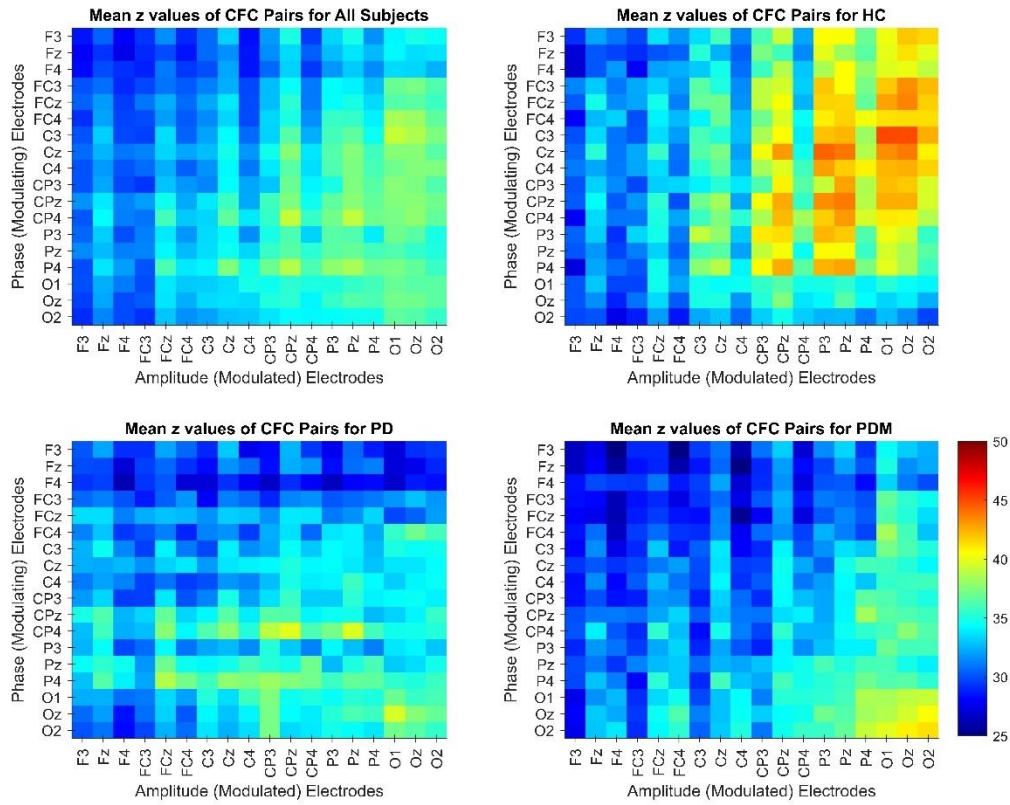 Mean z values of CFC Pairs for All Subjects
Phase (Modulating) Electrodes
F3
Fz
F4
FC3
FCz
FC4
C3
Cz
C4
CP3
CPz
CP4
P3
Pz
P4
O1
Oz
O2
F3 Fz F4 FC3 FCz FC4 C3 Cz C4 CP3 CPz CP4 P3 Pz P4 O1 Oz O2
Amplitude (Modulated) Electrodes
Mean z values of CFC Pairs for HC
Phase (Modulating) Electrodes
F3
Fz
F4
FC3
FCz
FC4
C3
Cz
C4
CP3
CPz
CP4
P3
Pz
P4
O1
Oz
O2
F3 Fz F4 FC3 FCz FC4 C3 Cz C4 CP3 CPz CP4 P3 Pz P4 O1 Oz O2
Amplitude (Modulated) Electrodes
Mean z values of CFC Pairs for PD
Phase (Modulating) Electrodes
F3
Fz
F4
FC3
FCz
FC4
C3
Cz
C4
CP3
CPz
CP4
P3
Pz
P4
O1
Oz
O2
F3 Fz F4 FC3 FCz FC4 C3 Cz C4 CP3 CPz CP4 P3 Pz P4 O1 Oz O2
Amplitude (Modulated) Electrodes
Mean z values of CFC Pairs for PDM
Phase (Modulating) Electrodes
F3
Fz
F4
FC3
FCz
FC4
C3
Cz
C4
CP3
CPz
CP4
P3
Pz
P4
O1
Oz
O2
F3 Fz F4 FC3 FCz FC4 C3 Cz C4 CP3 CPz CP4 P3 Pz P4 O1 Oz O2
Amplitude (Modulated) Electrodes
50
45
40
35
30
25